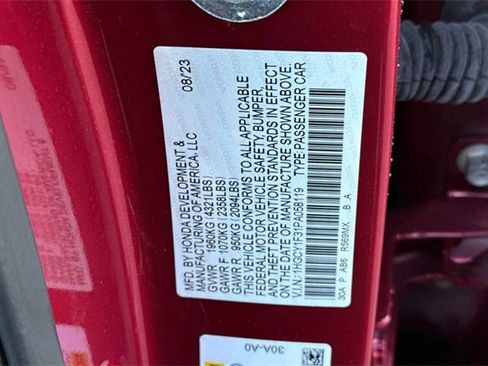 08/23
MFD. BY HONDA DEVELOPMENT &
MANUFACTURING OF AMERICA, LLC
GVWR 1960KG (4321LBS)
GAWR F 1070KG (2358LBS)
GAWR R 950KG (2094LBS)
THIS VEHICLE CONFORMS TO ALL APPLICABLE
FEDERAL MOTOR VEHICLE SAFETY, BUMPER,
AND THEFT PREVENTION STANDARDS IN EFFECT
ON THE DATE OF MANUFACTURE SHOWN ABOVE.
V.I.N.: TYPE:PASSENGER CAR
30A P AB6 R569MX B A
30A-A0